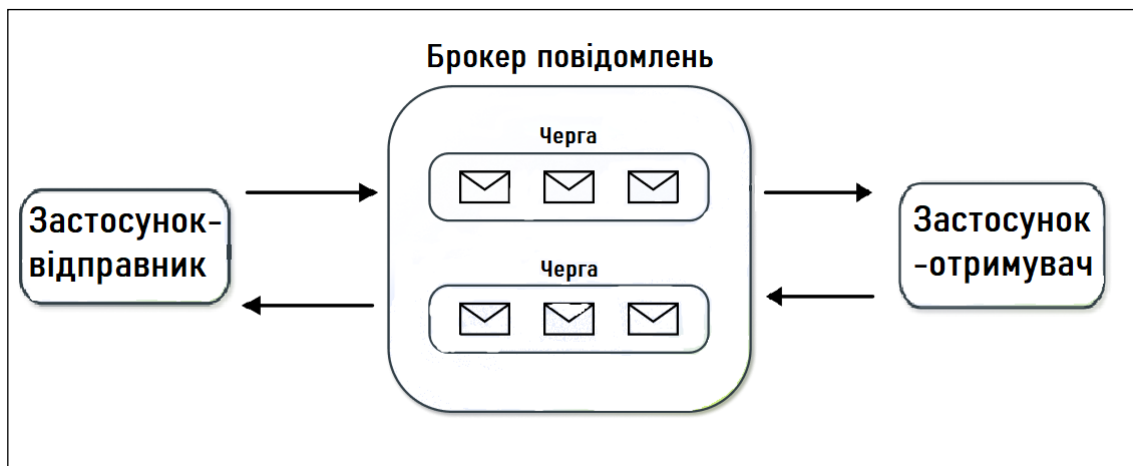 Брокер повідомлень
Черга
Застосунок-
відправник
Черга
Застосунок
-отримувач